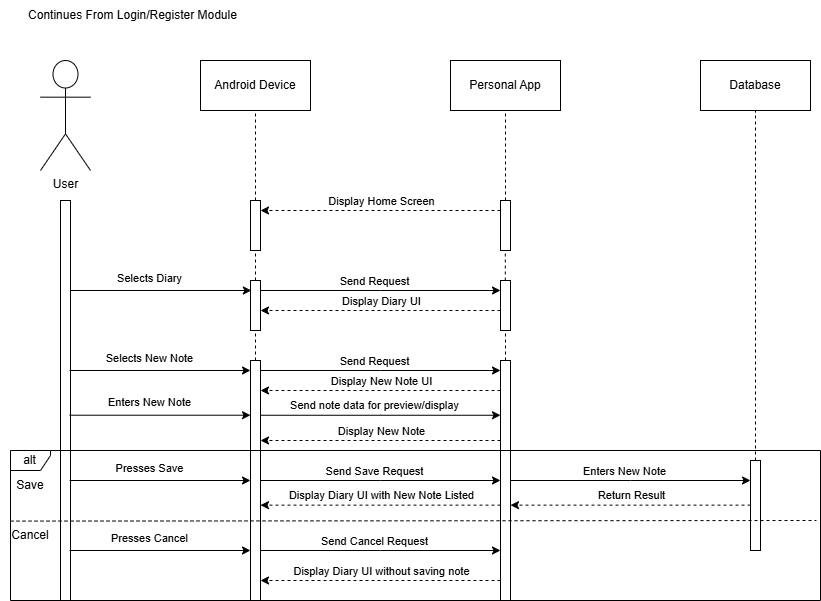 Continues From Login/Register Module
Android Device
Personal App
Database
User
Display Home Screen
Selects Diary
Send Request
Display Diary UI
Selects New Note
Send Request
Display New Note UI
Enters New Note
Send note data for preview/display
Display New Note
alt
Save
Presses Save
Send Save Request
Enters New Note
Display Diary UI with New Note Listed
Return Result
Cancel
Presses Cancel
Send Cancel Request
Display Diary UI without saving note